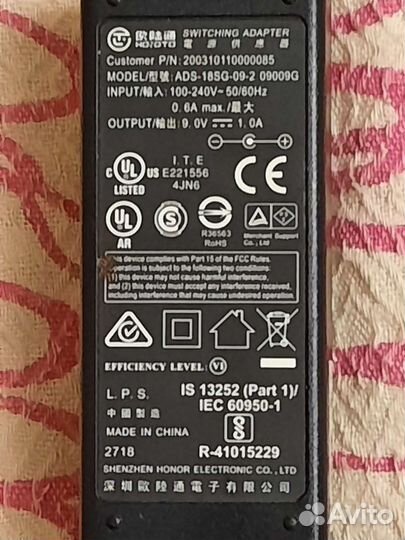 歐陸通 SWITCHING ADAPTER
HOIOTO 電源供應器
Customer P/N: 200310110000085
MODEL/型號: ADS-18SG-09-2 09009G
INPUT/輸入: 100-240V~50/60Hz
0.6A max./最大
OUTPUT/輸出: 9.0V 1.0A
I.T.E
C UL US E221556
LISTED 4JN6
CE
UL
AR
S
R36563
RoHS
Merchant Support
Co., Ltd
This device complies with Part 15 of the FCC Rules.
Operation is subject to the following two conditions.
(1) this device may not cause harmful interference.
and (2) this device must accept any interference received,
including interference that may cause undesired operation.
EFFICIENCY LEVEL VI
L.P.S.
IS 13252 (Part 1)/
IEC 60950-1
中國製造
MADE IN CHINA
2718
R-41015229
SHENZHEN HONOR ELECTRONIC CO., LTD
深圳歐陸通電子有限公司
Avito